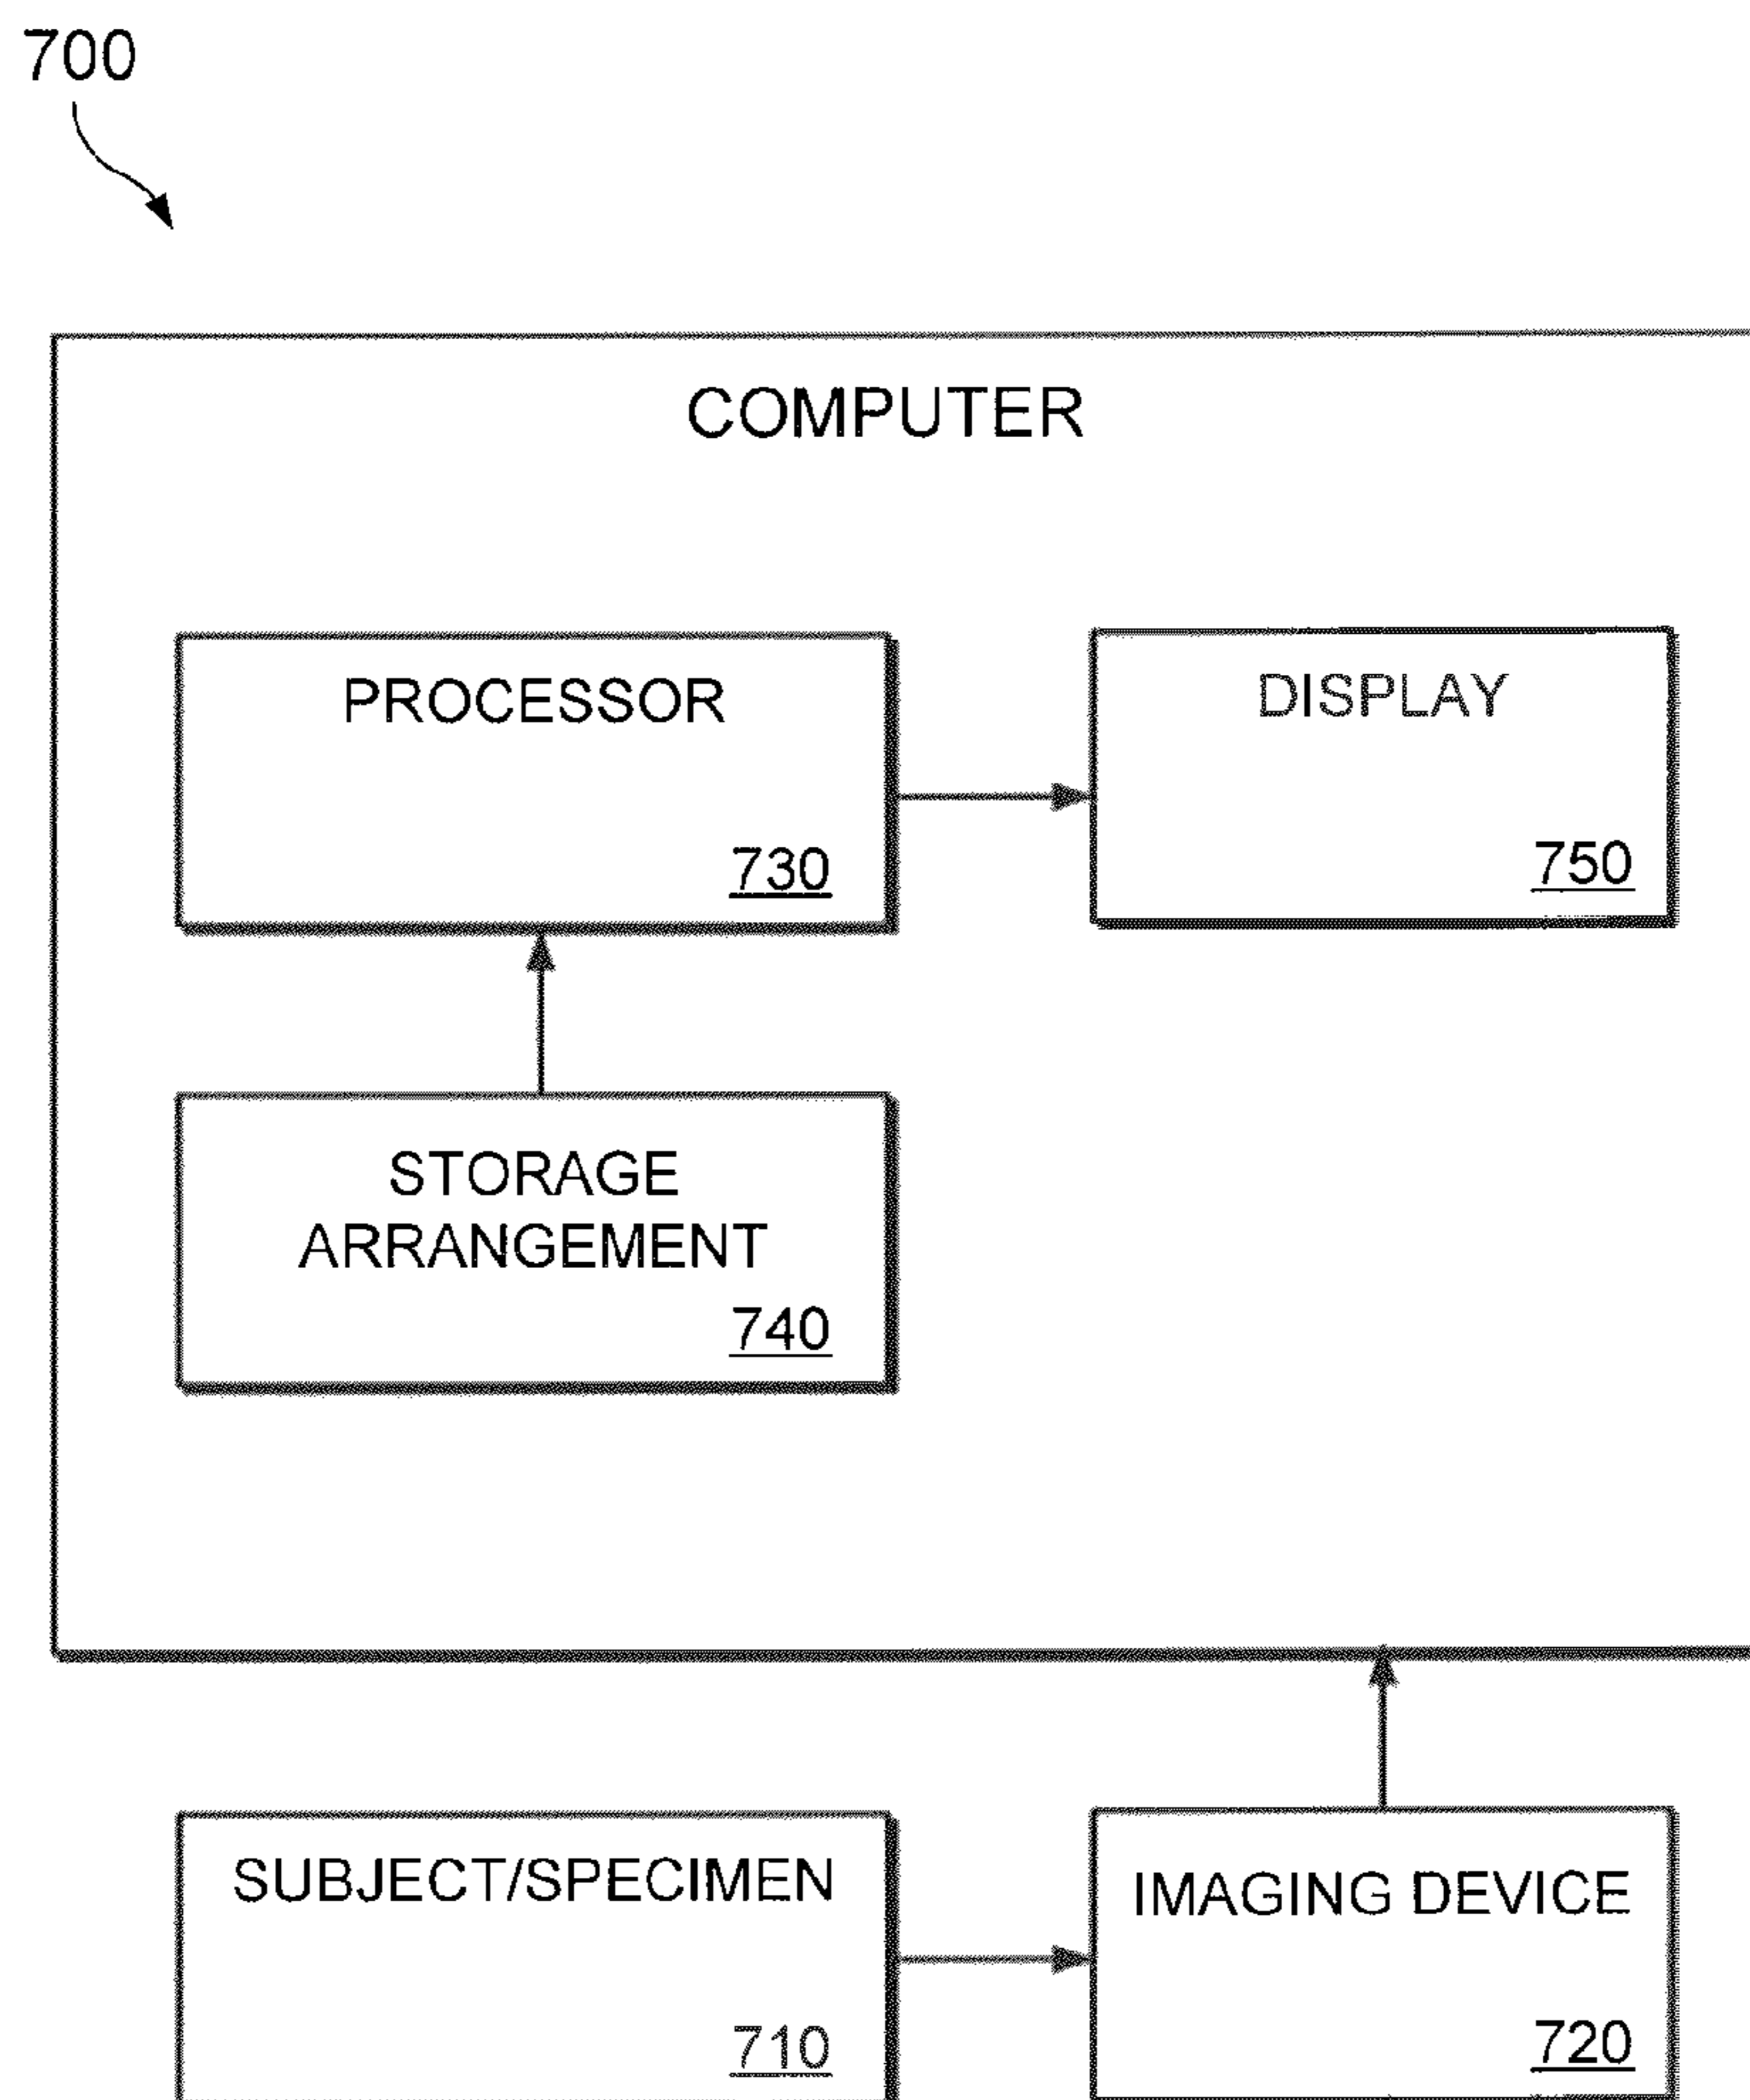 700
COMPUTER
PROCESSOR
730
DISPLAY
750
STORAGE
ARRANGEMENT
740
SUBJECT/SPECIMEN
710
IMAGING DEVICE
720